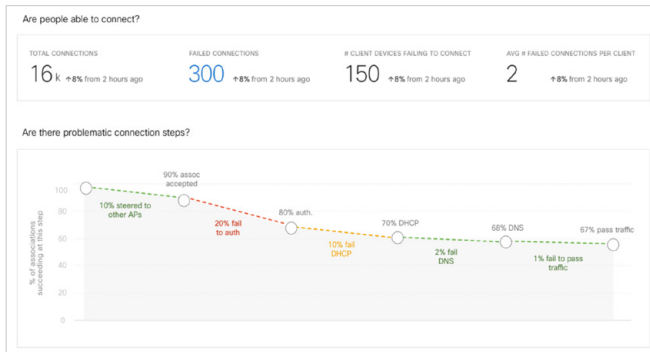 Are people able to connect?
TOTAL CONNECTIONS
16k ↑8% from 2 hours ago
FAILED CONNECTIONS
300 ↑8% from 2 hours ago
# CLIENT DEVICES FAILING TO CONNECT
150 ↑8% from 2 hours ago
AVG # FAILED CONNECTIONS PER CLIENT
2 ↑8% from 2 hours ago
Are there problematic connection steps?
% of associations
succeeding at this step
100
80
60
40
20
0
10% steered to
other APs
90% assoc
accepted
20% fail
to auth
80% auth.
10% fail
DHCP
70% DHCP
2% fail
DNS
68% DNS
1% fail to pass
traffic
67% pass traffic